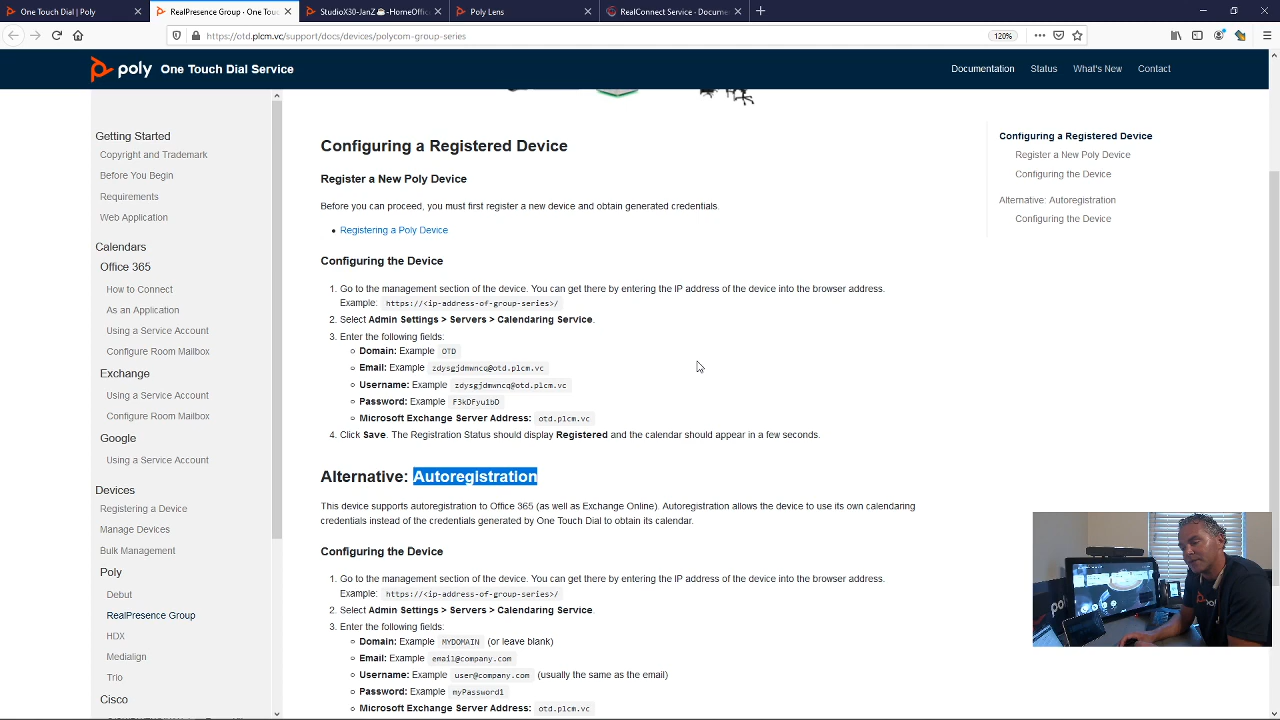 One Touch Dial | Poly
RealPresence Group - One Touc
StudioX30-JanZ
-HomeOffic
Poly Lens
RealConnect Service - Docume
https://otd.plcm.vc/support/docs/devices/polycom-group-series
120%
poly One Touch Dial Service
Documentation Status What's New Contact
Getting Started
Copyright and Trademark
Before You Begin
Requirements
Web Application
Calendars
Office 365
How to Connect
As an Application
Using a Service Account
Configure Room Mailbox
Exchange
Using a Service Account
Configure Room Mailbox
Google
Using a Service Account
Devices
Registering a Device
Manage Devices
Bulk Management
Poly
Debut
RealPresence Group
HDX
Medialign
Trio
Cisco
Configuring a Registered Device
Register a New Poly Device
Before you can proceed, you must first register a new device and obtain generated credentials.
• Registering a Poly Device
Configuring the Device
1. Go to the management section of the device. You can get there by entering the IP address of the device into the browser address.
Example: https://<ip-address-of-group-series>/
2. Select Admin Settings > Servers > Calendaring Service.
3. Enter the following fields:
Domain: Example OTD
Email: Example zdysgjdmwncq@otd.plcm.vc
Username: Example zdysgjdmwncq@otd.plcm.vc
Password: Example F3kDFyu1bD
Microsoft Exchange Server Address: otd.plcm.vc
4. Click Save. The Registration Status should display Registered and the calendar should appear in a few seconds.
Alternative: Autoregistration
This device supports autoregistration to Office 365 (as well as Exchange Online). Autoregistration allows the device to use its own calendaring
credentials instead of the credentials generated by One Touch Dial to obtain its calendar.
Configuring the Device
1. Go to the management section of the device. You can get there by entering the IP address of the device into the browser address.
Example: https://<ip-address-of-group-series>/
2. Select Admin Settings > Servers > Calendaring Service.
3. Enter the following fields:
Domain: Example MYDOMAIN (or leave blank)
Email: Example email@company.com
Username: Example user@company.com (usually the same as the email)
Password: Example myPassword1
Microsoft Exchange Server Address: otd.plcm.vc
Configuring a Registered Device
Register a New Poly Device
Configuring the Device
Alternative: Autoregistration
Configuring the Device
poly